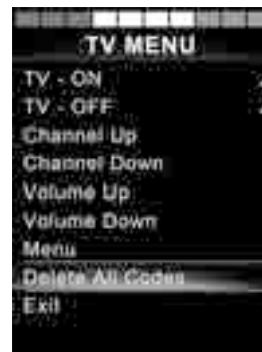 TV MENU
TV - ON
TV - OFF
Channel Up
Channel Down
Volume Up
Volume Down
Menu
Delete All Codes
Exit